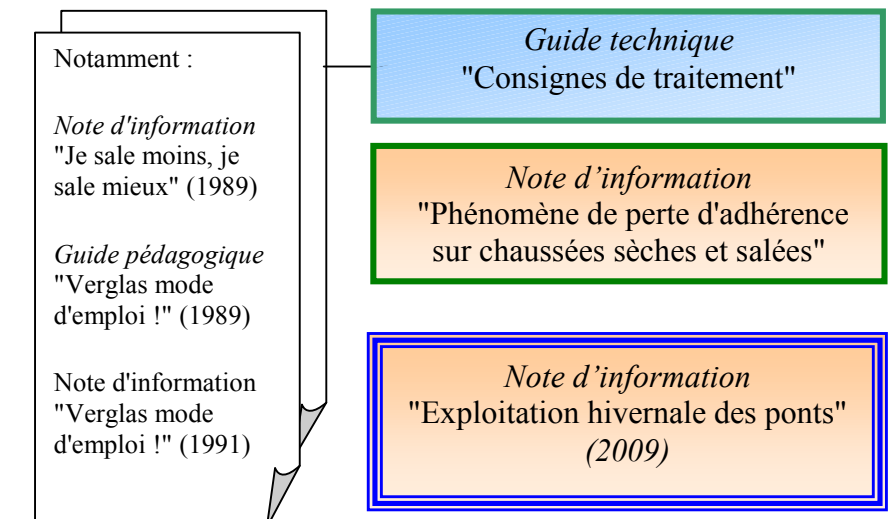 Notamment :
Note d'information
"Je sale moins, je
sale mieux" (1989)
Guide pédagogique
"Verglas mode
d'emploi !" (1989)
Note d'information
"Verglas mode
d'emploi !" (1991)
Guide technique
"Consignes de traitement"
Note d’information
"Phénomène de perte d'adhérence
sur chaussées sèches et salées"
Note d’information
"Exploitation hivernale des ponts"
(2009)